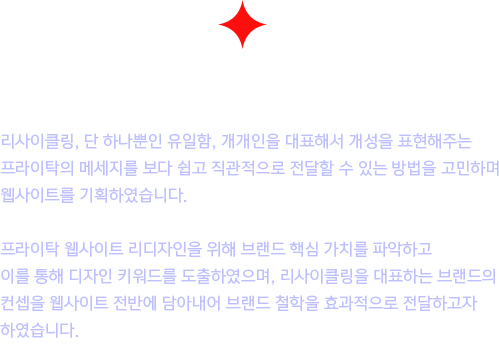 리사이클링, 단 하나뿐인 유일함, 개개인을 대표해서 개성을 표현해주는
프라이탁의 메세지를 보다 쉽고 직관적으로 전달할 수 있는 방법을 고민하며
웹사이트를 기획하였습니다.
프라이탁 웹사이트 리디자인을 위해 브랜드 핵심 가치를 파악하고
이를 통해 디자인 키워드를 도출하였으며, 리사이클링을 대표하는 브랜드의
컨셉을 웹사이트 전반에 담아내어 브랜드 철학을 효과적으로 전달하고자
하였습니다.